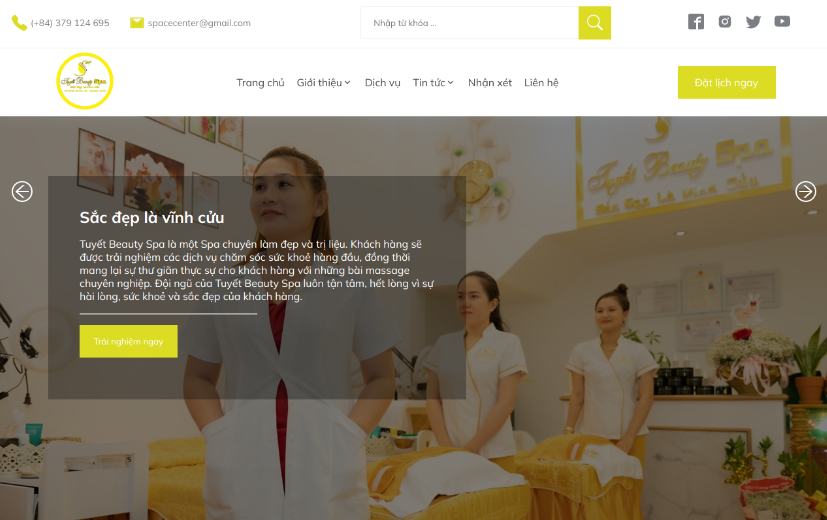 (+84) 379 124 695
spacecenter@gmail.com
Nhập từ khóa ...
Tuyết Beauty Spa
Trang chủ
Giới thiệu
Dịch vụ
Tin tức
Nhận xét
Liên hệ
Đặt lịch ngay
Tuyết Beauty Spa
Sắc đẹp là vĩnh cửu
Tuyết Beauty Spa là một Spa chuyên làm đẹp và trị liệu. Khách hàng sẽ
được trải nghiệm các dịch vụ chăm sóc sức khoẻ hàng đầu, đồng thời
mang lại sự thư giãn thực sự cho khách hàng với những bài massage
chuyên nghiệp. Đội ngũ của Tuyết Beauty Spa luôn tận tâm, hết lòng vì sự
hài lòng, sức khoẻ và sắc đẹp của khách hàng.
Trải nghiệm ngay